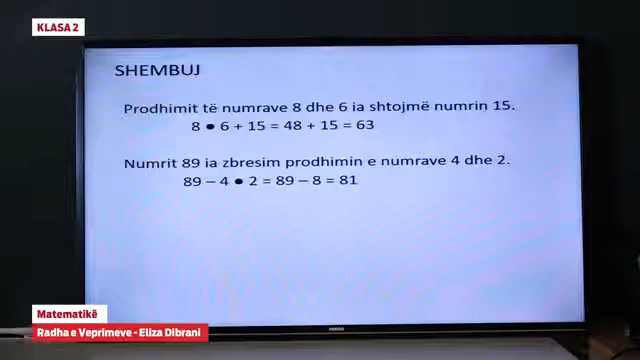 KLASA 2
SHEMBUJ
Prodhimit të numrave 8 dhe 6 ia shtojmë numrin 15.
8 ● 6 + 15 = 48 + 15 = 63
Numrit 89 ia zbresim prodhimin e numrave 4 dhe 2.
89 – 4 ● 2 = 89 – 8 = 81
Matematikë
Radha e Veprimeve - Eliza Dibrani